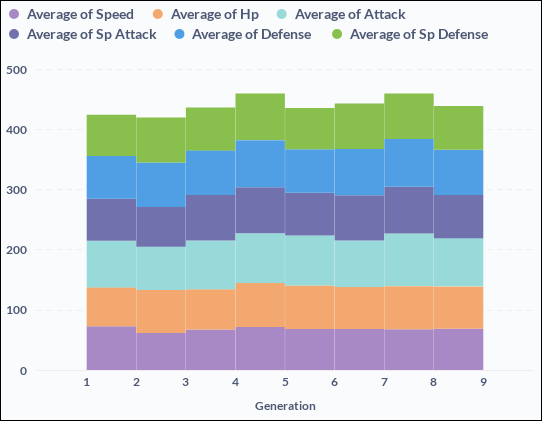 Average of Speed Average of Hp Average of Attack
Average of Sp Attack Average of Defense Average of Sp Defense
500
400
300
200
100
0
1 2 3 4 5 6 7 8 9
Generation